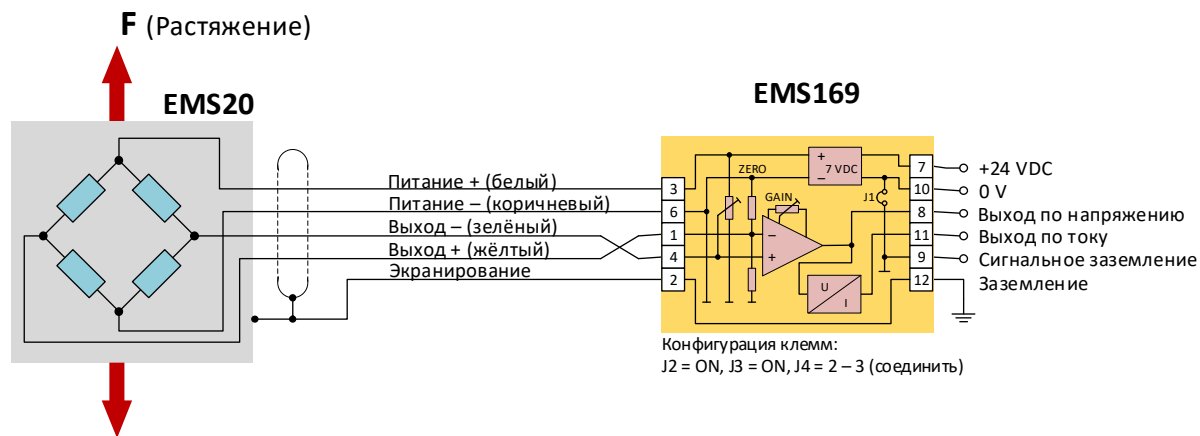 F (Растяжение)
EMS20
EMS169
Питание + (белый)
Питание – (коричневый)
Выход – (зелёный)
Выход + (жёлтый)
Экранирование
3
6
1
4
2
ZERO
GAIN
+
–
7 VDC
J1
–
+
U
I
7
10
8
11
9
12
+24 VDC
0 V
Выход по напряжению
Выход по току
Сигнальное заземление
Заземление
Конфигурация клемм:
J2 = ON, J3 = ON, J4 = 2 – 3 (соединить)